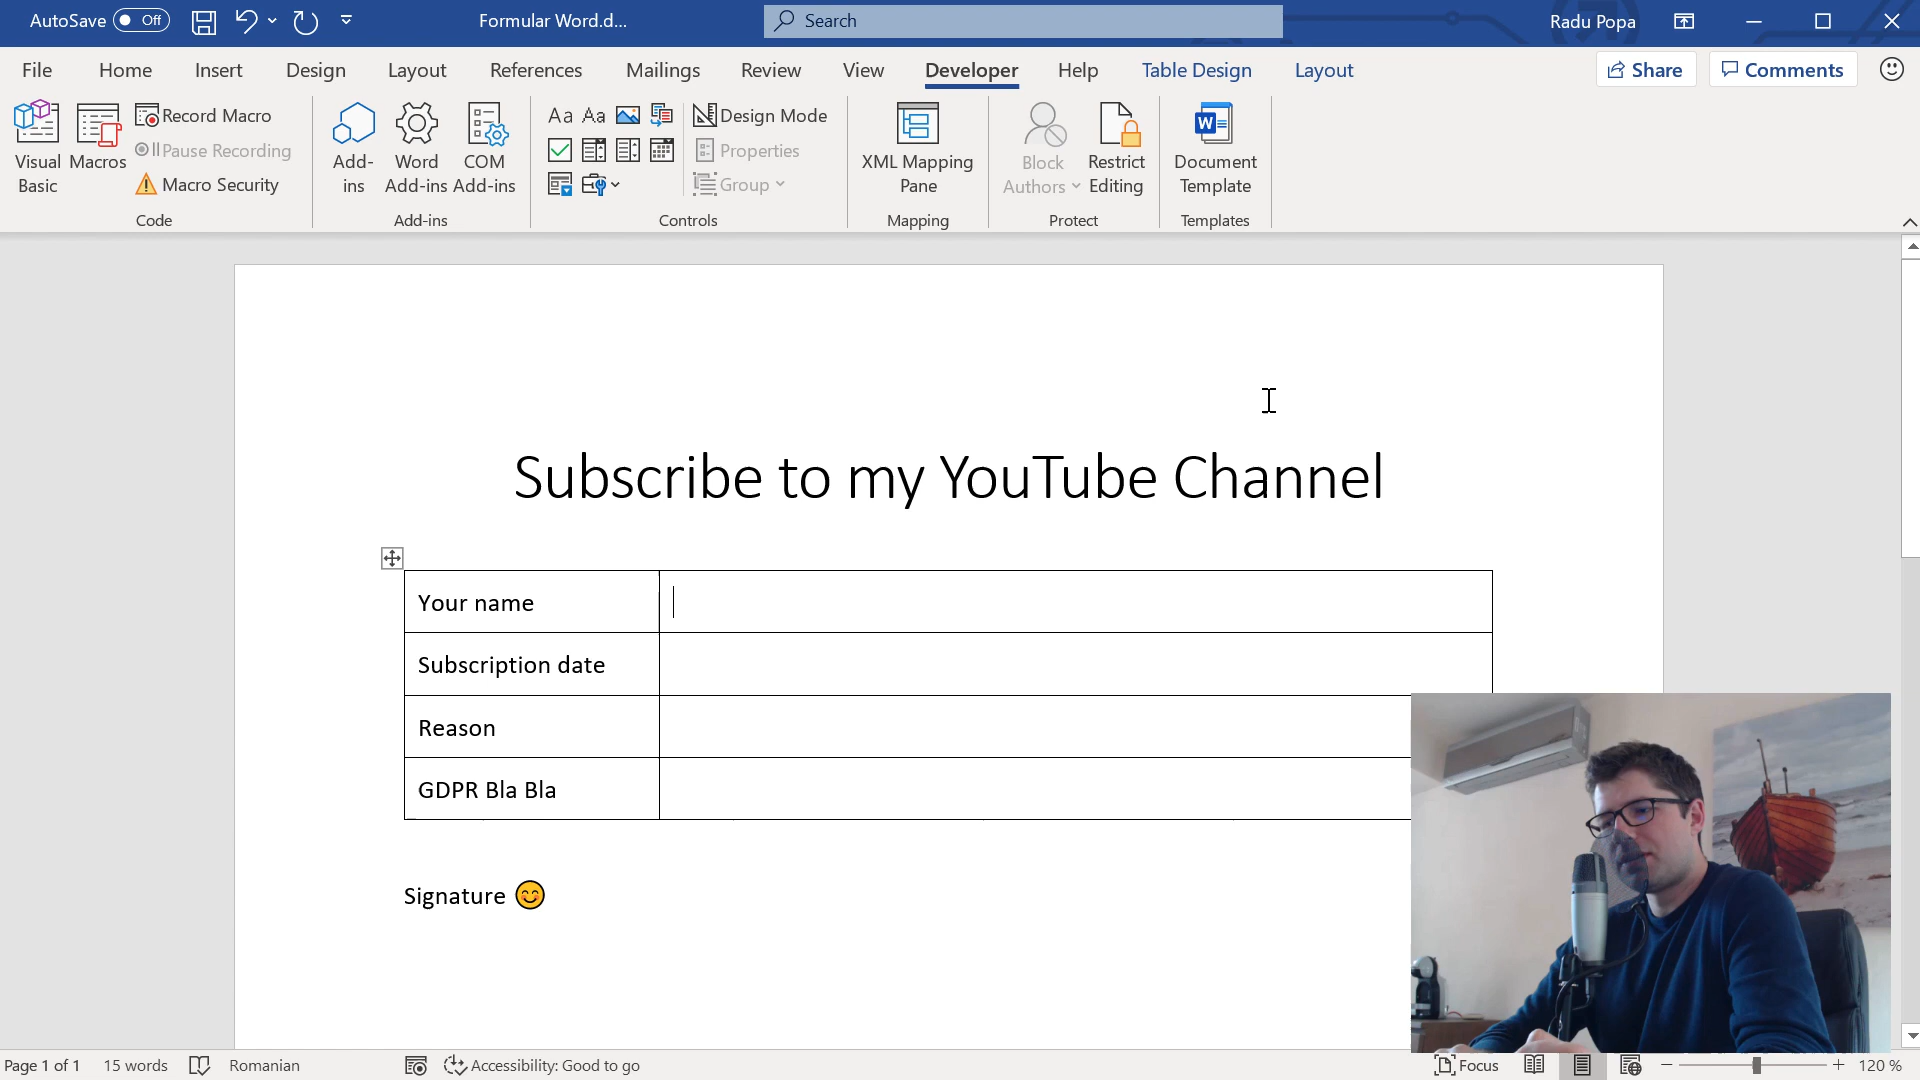 AutoSave Off Formular Word.d... Search Radu Popa
File Home Insert Design Layout References Mailings Review View Developer Help Table Design Layout Share Comments
Visual Basic
Macros
Record Macro
Pause Recording
Macro Security
Code
Add-ins
Word Add-ins
COM Add-ins
Add-ins
Aa Aa
Design Mode
Properties
Group
Controls
XML Mapping Pane
Mapping
Block Authors
Restrict Editing
Protect
Document Template
Templates
Subscribe to my YouTube Channel
Your name
Subscription date
Reason
GDPR Bla Bla
Signature 😊
Page 1 of 1 15 words Romanian Accessibility: Good to go Focus 120 %